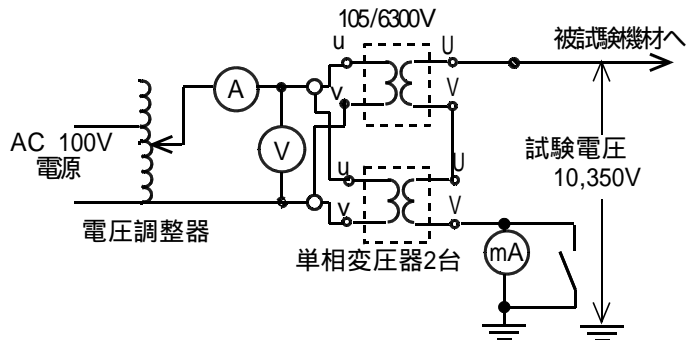 105/6300V
u
U
被試験機材へ
A
v
V
AC 100V
電源
V
u
U
試験電圧
10,350V
v
V
電圧調整器
単相変圧器2台
mA